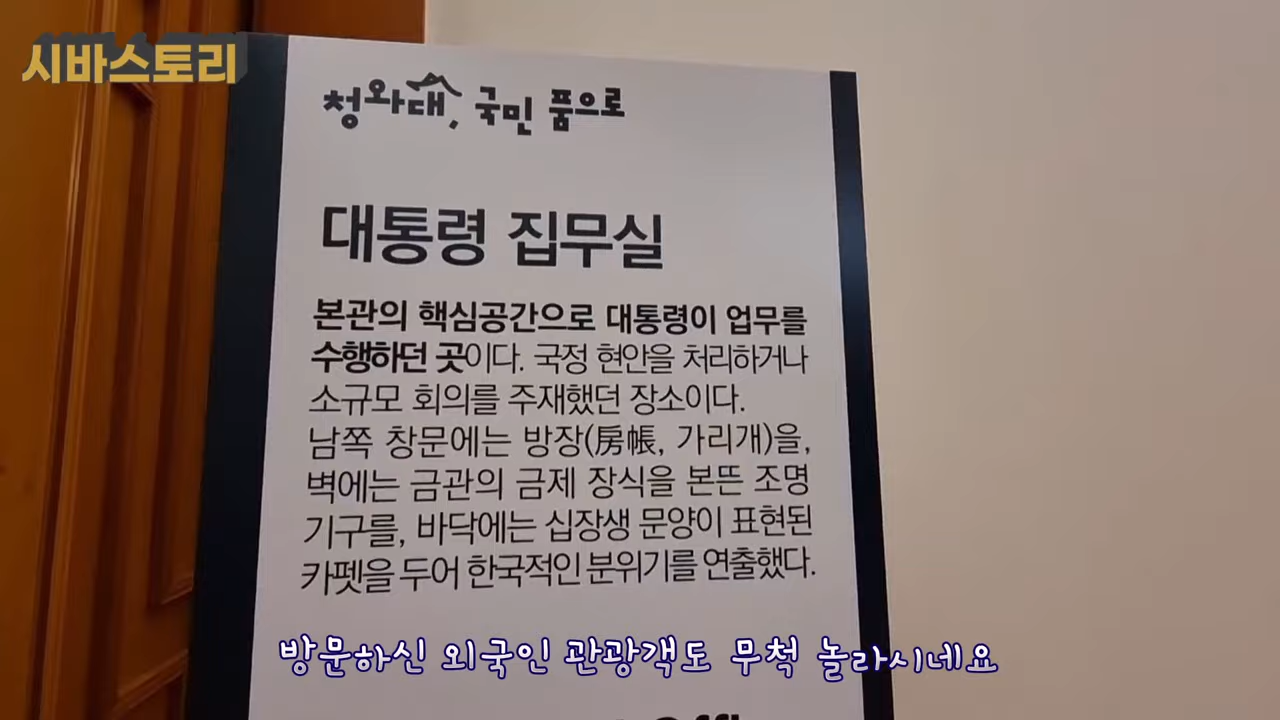 시바스토리
청와대, 국민 품으로
대통령 집무실
본관의 핵심공간으로 대통령이 업무를
수행하던 곳이다. 국정 현안을 처리하거나
소규모 회의를 주재했던 장소이다.
남쪽 창문에는 방장(房帳, 가리개)을,
벽에는 금관의 금제 장식을 본뜬 조명
기구를, 바닥에는 십장생 문양이 표현된
카펫을 두어 한국적인 분위기를 연출했다.
방문하신 외국인 관광객도 무척 놀라시네요